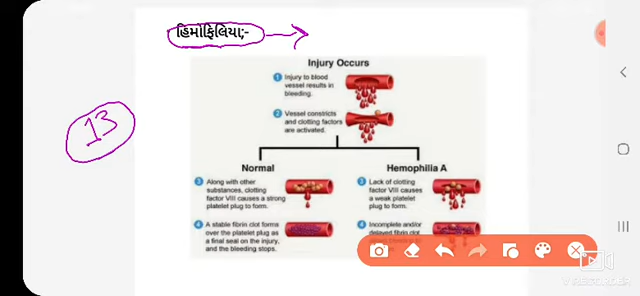 હિમોફિલિયા;-
13
Injury Occurs
1 Injury to blood
vessel results in
bleeding.
2 Vessel constricts
and clotting factors
are activated.
Normal
3 Along with other
substances, clotting
factor VIII causes a strong
platelet plug to form.
4 A stable fibrin clot forms
over the platelet plug as
a final seal on the injury,
and the bleeding stops.
Hemophilia A
3 Lack of clotting
factor VIII causes
a weak platelet
plug to form.
4 Incomplete and/or
delayed fibrin clot